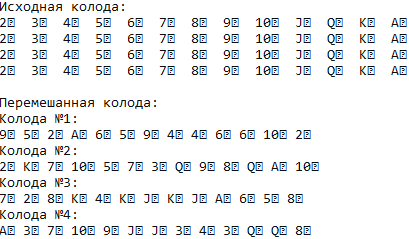 Исходная колода:
2 3 4 5 6 7 8 9 10 J Q K A
2 3 4 5 6 7 8 9 10 J Q K A
2 3 4 5 6 7 8 9 10 J Q K A
2 3 4 5 6 7 8 9 10 J Q K A
Перемешанная колода:
Колода №1:
9 5 2 A 6 5 9 4 4 6 6 10 2
Колода №2:
2 K 7 10 5 7 3 Q 9 8 Q A 10
Колода №3:
7 2 8 K 4 K J K J A 6 5 8
Колода №4:
A 3 7 10 9 J J 3 4 3 Q Q 8